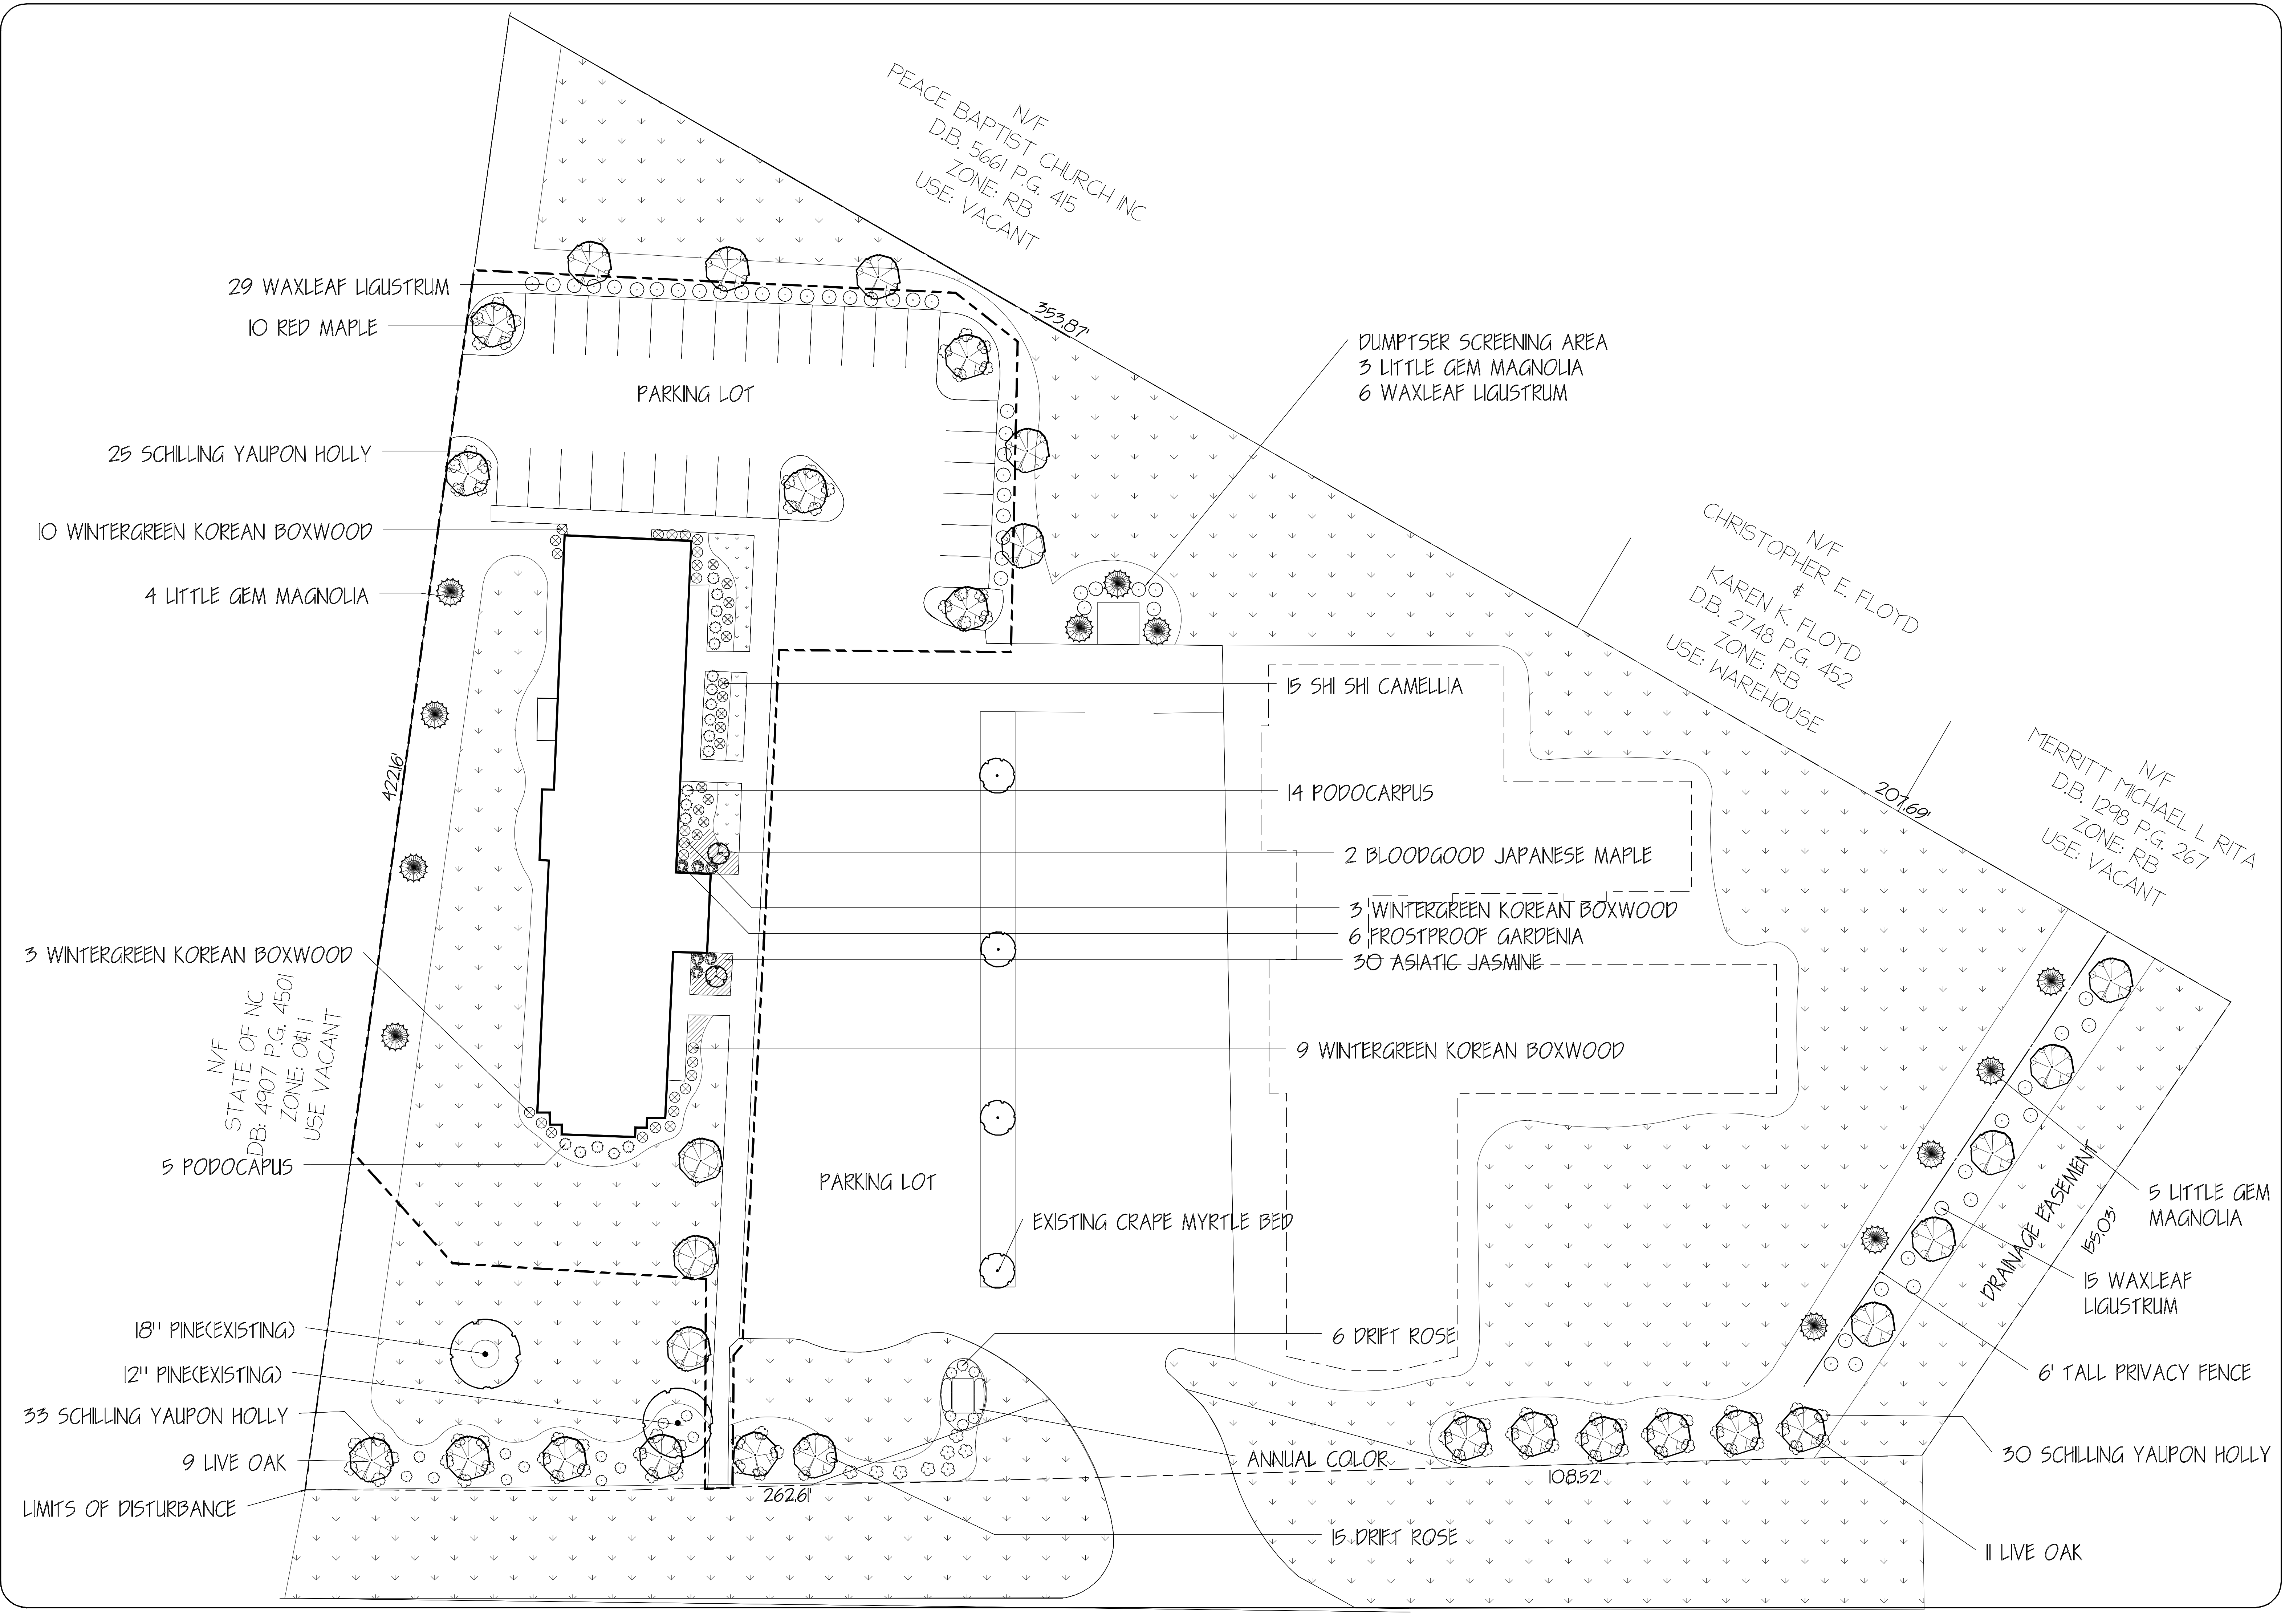 N/F
PEACE BAPTIST CHURCH INC
D.B. 5661 P.G. 415
ZONE: RB
USE: VACANT
353.87'
29 WAXLEAF LIGUSTRUM
10 RED MAPLE
PARKING LOT
DUMPTSER SCREENING AREA
3 LITTLE GEM MAGNOLIA
6 WAXLEAF LIGUSTRUM
25 SCHILLING YAUPON HOLLY
10 WINTERGREEN KOREAN BOXWOOD
4 LITTLE GEM MAGNOLIA
N/F
CHRISTOPHER E. FLOYD
&
KAREN K. FLOYD
D.B. 2748 P.G. 452
ZONE: RB
USE: WAREHOUSE
15 SHI SHI CAMELLIA
422.16'
14 PODOCARPUS
207.69'
N/F
MERRITT MICHAEL L RITA
D.B. 1298 P.G. 267
ZONE: RB
USE: VACANT
2 BLOODGOOD JAPANESE MAPLE
3 WINTERGREEN KOREAN BOXWOOD
6 FROSTPROOF GARDENIA
30 ASIATIC JASMINE
3 WINTERGREEN KOREAN BOXWOOD
N/F
STATE OF NC
DB: 4907 P.G. 4501
ZONE: O&I 1
USE VACANT
9 WINTERGREEN KOREAN BOXWOOD
5 PODOCAPUS
PARKING LOT
EXISTING CRAPE MYRTLE BED
DRAINAGE EASEMENT
155.03'
5 LITTLE GEM
MAGNOLIA
15 WAXLEAF
LIGUSTRUM
18" PINE(EXISTING)
6 DRIFT ROSE
12" PINE(EXISTING)
6' TALL PRIVACY FENCE
33 SCHILLING YAUPON HOLLY
9 LIVE OAK
ANNUAL COLOR
30 SCHILLING YAUPON HOLLY
108.52'
262.61'
LIMITS OF DISTURBANCE
15 DRIFT ROSE
11 LIVE OAK